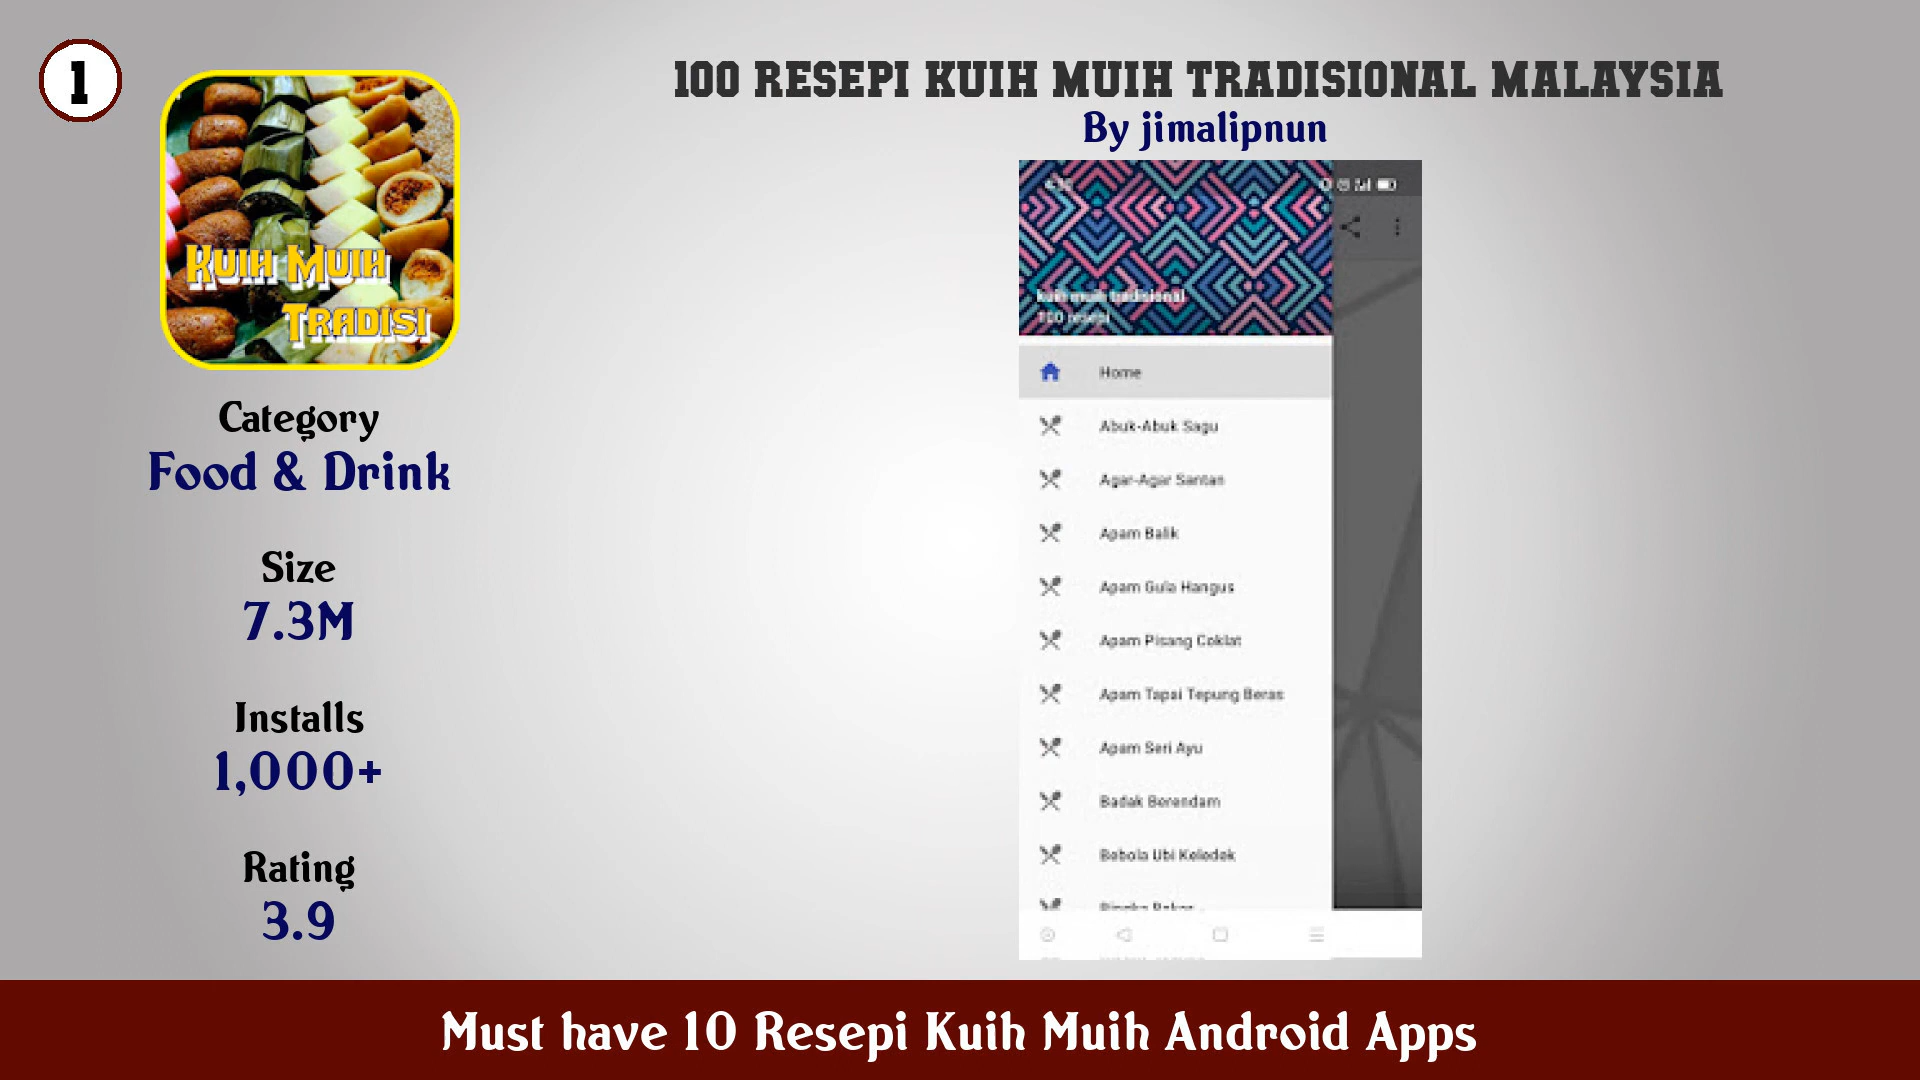 1
100 RESEPI KUIH MUIH TRADISIONAL MALAYSIA
By jimalipnun
KUIH MUIH
TRADISI
Category
Food & Drink
Size
7.3M
Installs
1,000+
Rating
3.9
kuih muih tradisional
100 resepi
Home
Abuk-Abuk Sagu
Agar-Agar Santan
Apam Balik
Apam Gula Hangus
Apam Pisang Coklat
Apam Tapai Tepung Beras
Apam Seri Ayu
Badak Berendam
Bebola Ubi Keledek
Must have 10 Resepi Kuih Muih Android Apps